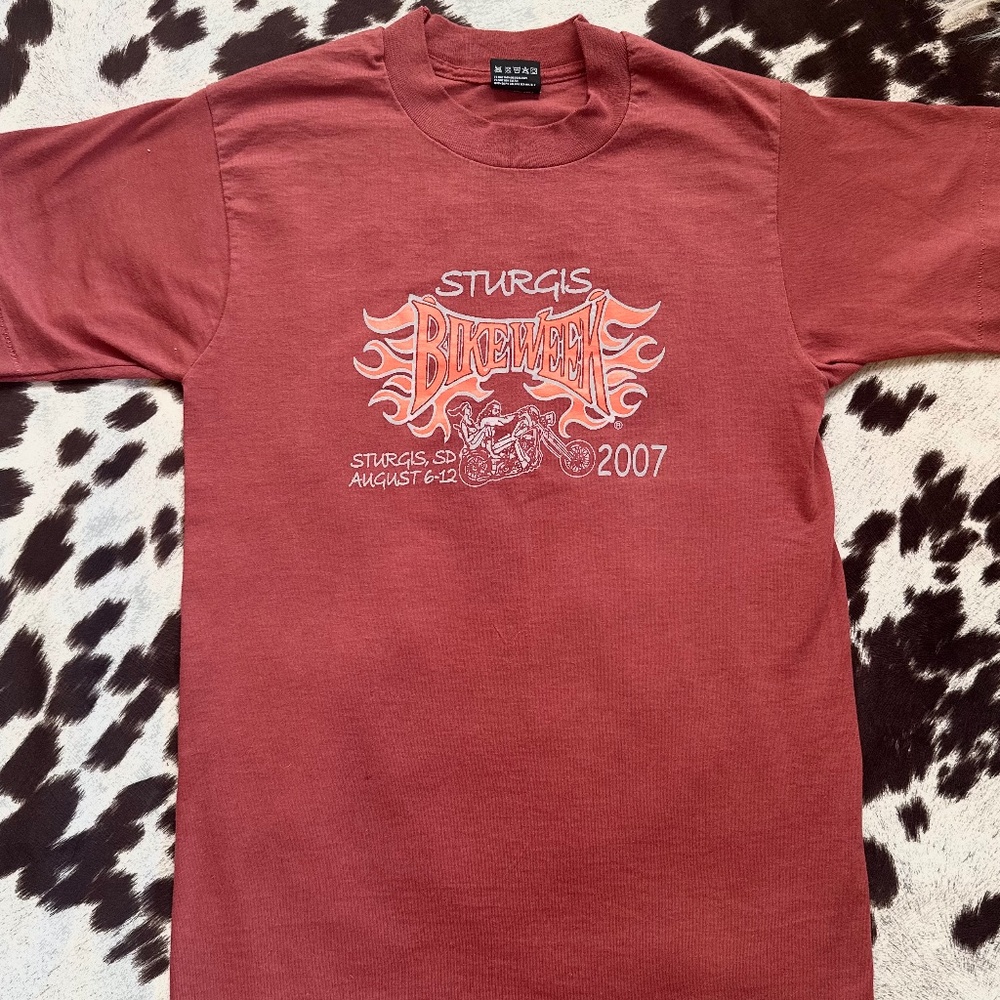 STURGIS
BIKEWEEK
®
STURGIS, SD
AUGUST 6-12
2007